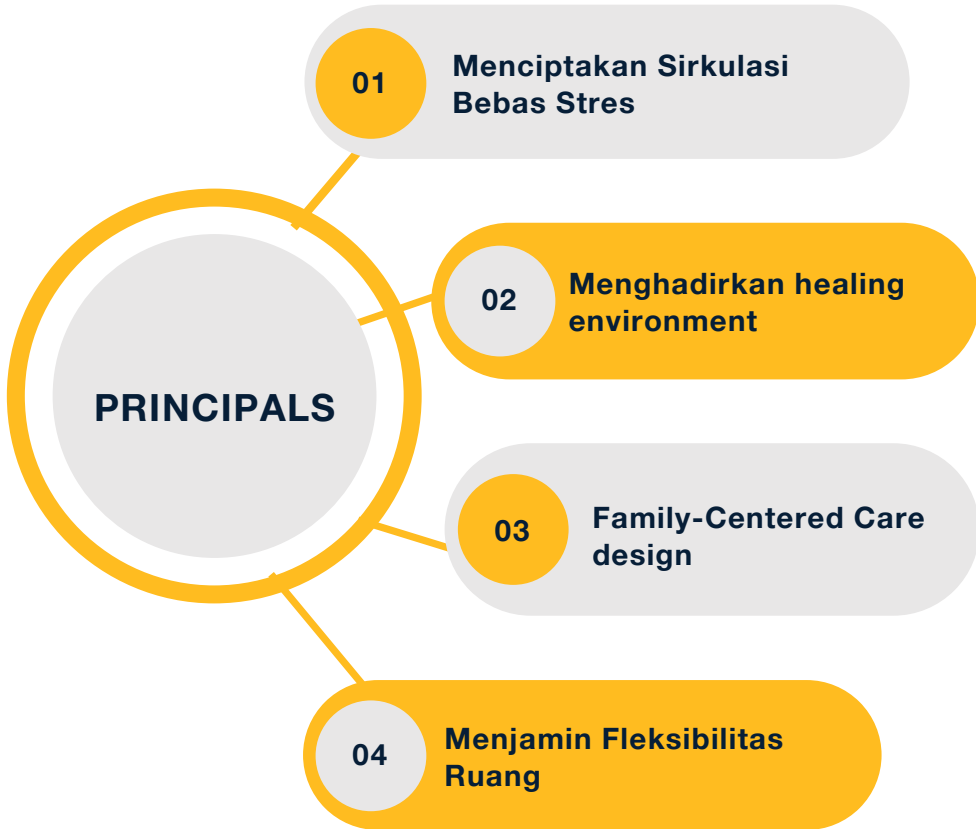 01
Menciptakan Sirkulasi
Bebas Stres
02
Menghadirkan healing
environment
PRINCIPALS
03
Family-Centered Care
design
04
Menjamin Fleksibilitas
Ruang